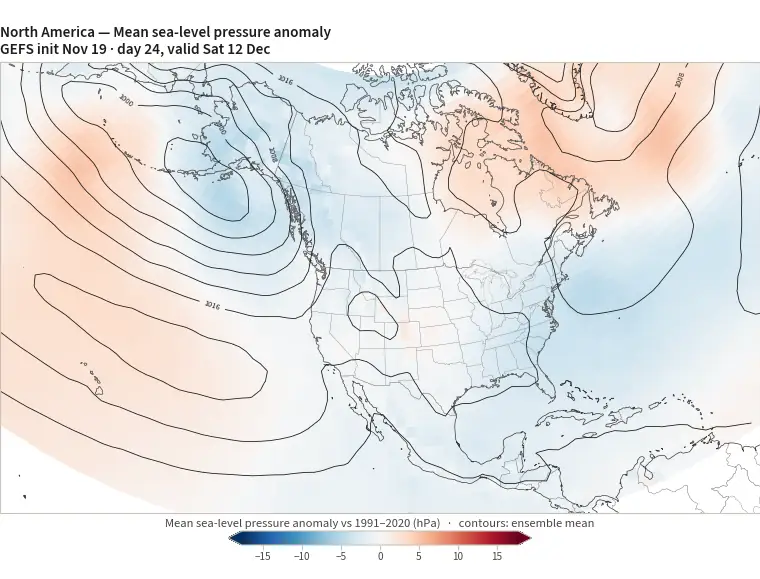 North America — Mean sea-level pressure anomaly
GEFS init Nov 19 · day 24, valid Sat 12 Dec
1016
1008
1000
1000
1008
1016
Mean sea-level pressure anomaly vs 1991–2020 (hPa) · contours: ensemble mean
−15 −10 −5 0 5 10 15